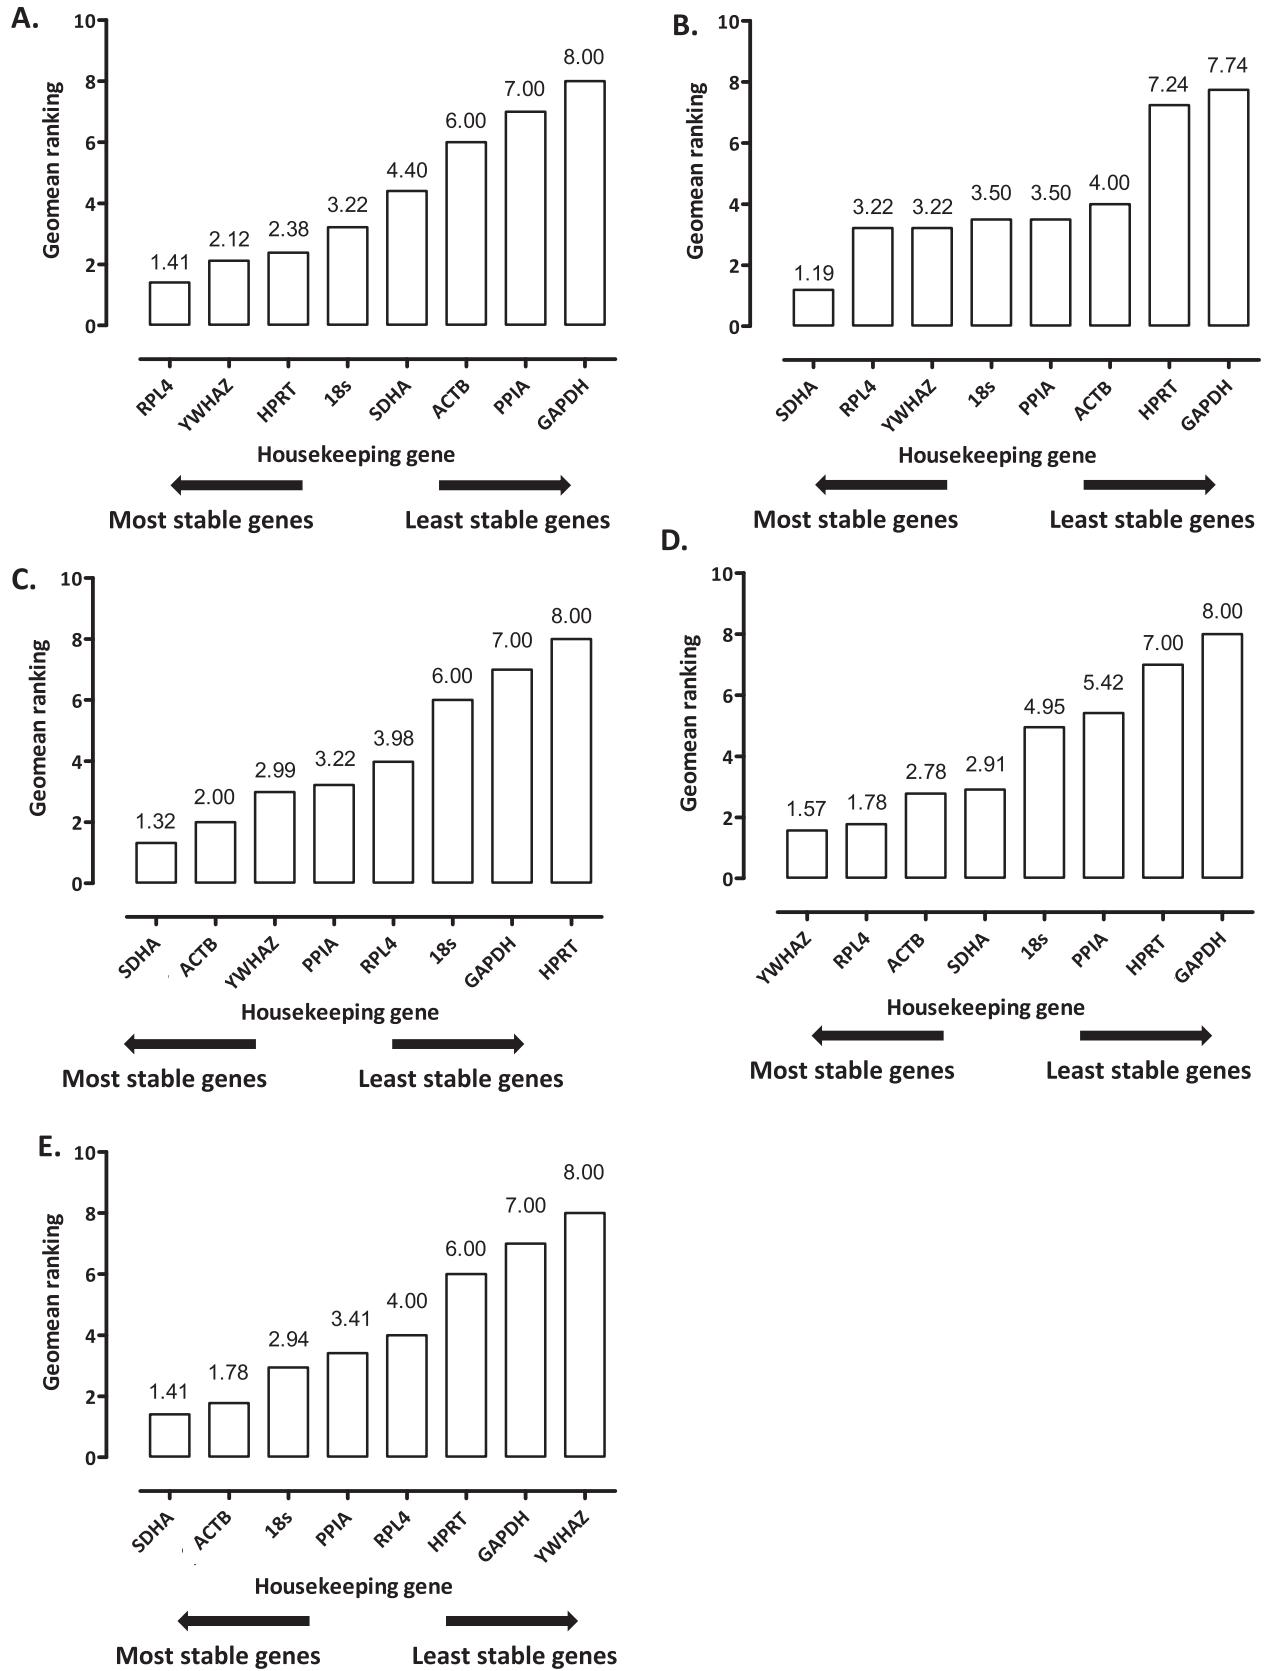 A.
Geomean ranking
10
8
6
4
2
0
1.41
2.12
2.38
3.22
4.40
6.00
7.00
8.00
RPL4
YWHAZ
HPRT
18s
SDHA
ACTB
PPIA
GAPDH
Housekeeping gene
Most stable genes
Least stable genes
B.
Geomean ranking
10
8
6
4
2
0
1.19
3.22
3.22
3.50
3.50
4.00
7.24
7.74
SDHA
RPL4
YWHAZ
18s
PPIA
ACTB
HPRT
GAPDH
Housekeeping gene
Most stable genes
Least stable genes
C.
Geomean ranking
10
8
6
4
2
0
1.32
2.00
2.99
3.22
3.98
6.00
7.00
8.00
SDHA
ACTB
YWHAZ
PPIA
RPL4
18s
GAPDH
HPRT
Housekeeping gene
Most stable genes
Least stable genes
D.
Geomean ranking
10
8
6
4
2
0
1.57
1.78
2.78
2.91
4.95
5.42
7.00
8.00
YWHAZ
RPL4
ACTB
SDHA
18s
PPIA
HPRT
GAPDH
Housekeeping gene
Most stable genes
Least stable genes
E.
Geomean ranking
10
8
6
4
2
0
1.41
1.78
2.94
3.41
4.00
6.00
7.00
8.00
SDHA
ACTB
18s
PPIA
RPL4
HPRT
GAPDH
YWHAZ
Housekeeping gene
Most stable genes
Least stable genes